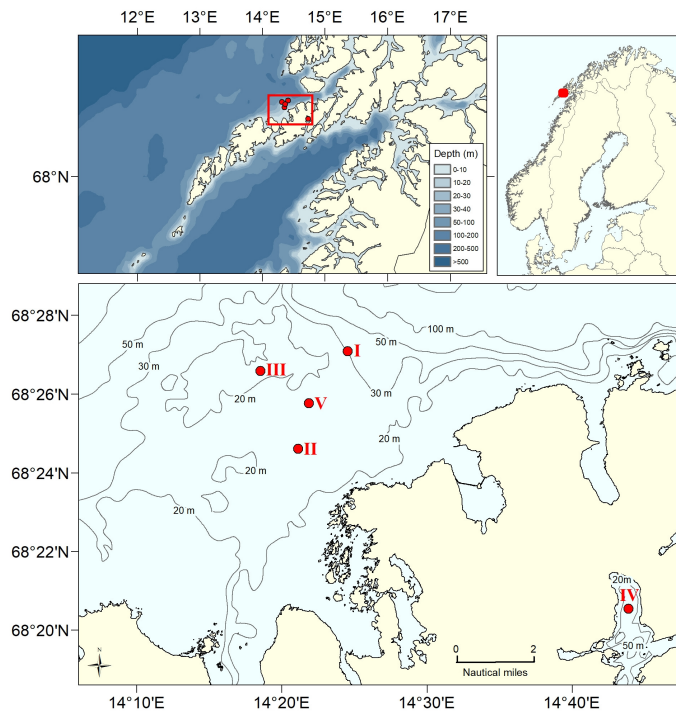 12°E 13°E 14°E 15°E 16°E 17°E
68°N
Depth (m)
0-10
10-20
20-30
30-40
50-100
100-200
200-500
>500
68°28'N
68°26'N
68°24'N
68°22'N
68°20'N
50 m
50 m
100 m
30 m
I
III
30 m
20 m
V
20 m
II
20 m
20 m
20m
IV
50 m
N
0 2
Nautical miles
14°10'E 14°20'E 14°30'E 14°40'E